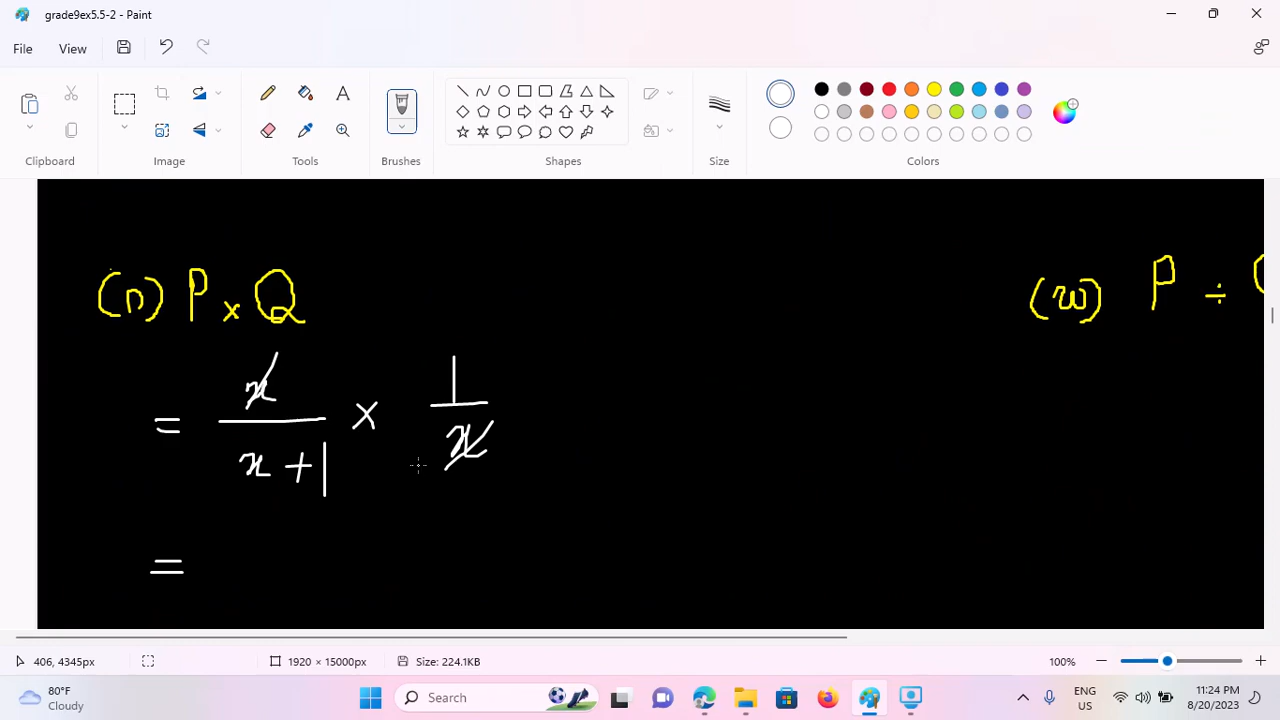 grade9ex5.5-2 - Paint
File View
Clipboard Image Tools Brushes Shapes Size Colors
(n) P × Q
(w) P ÷
= x/(x+1) × 1/x
=
406, 4345px 1920 × 15000px Size: 224.1KB 100%
80°F
Cloudy
Search
ENG
US
11:24 PM
8/20/2023